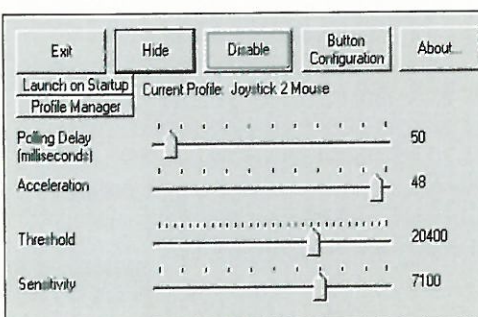 Exit
Hide
Disable
Button
Configuration
About...
Launch on Startup
Profile Manager
Current Profile: Joystick 2 Mouse
Polling Delay
(milliseconds)
50
Acceleration
48
Threshold
20400
Sensitivity
7100